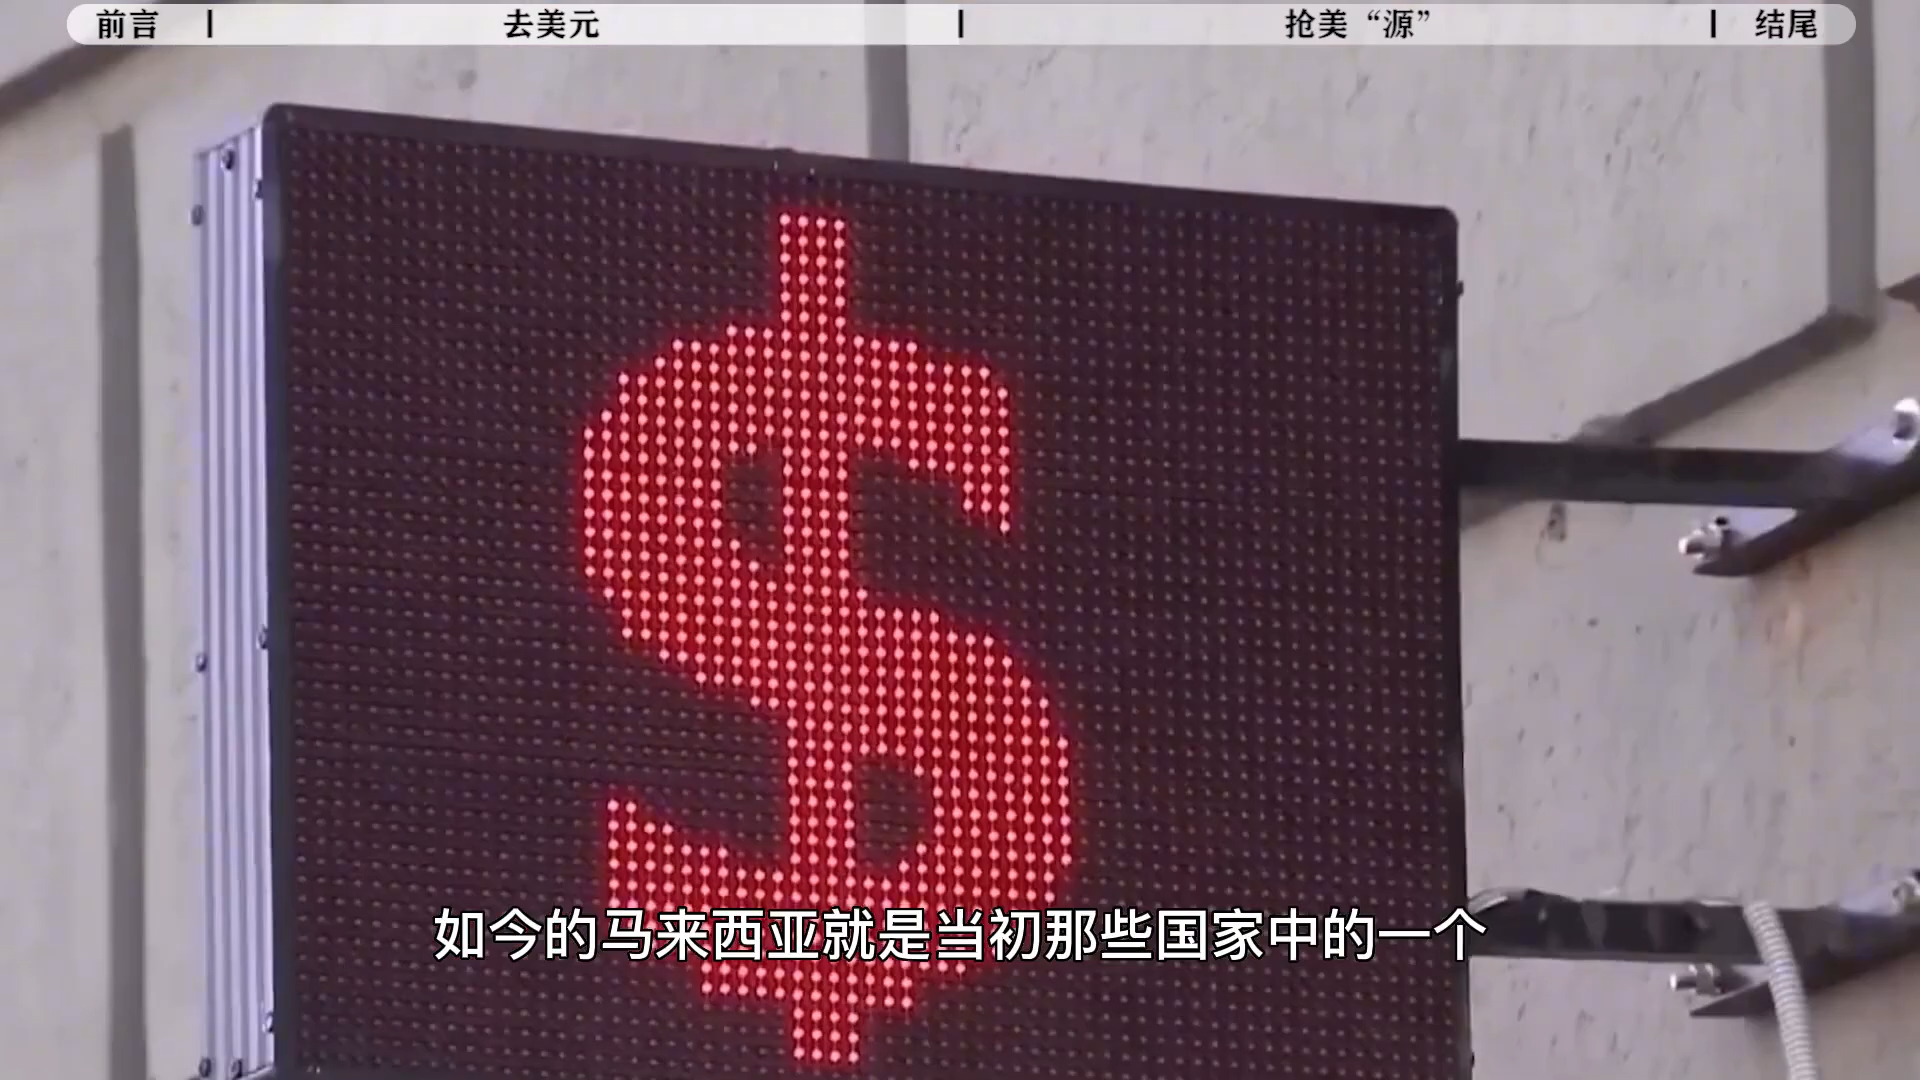 前言 | 去美元 | 抢美“源” | 结尾
$
如今的马来西亚就是当初那些国家中的一个